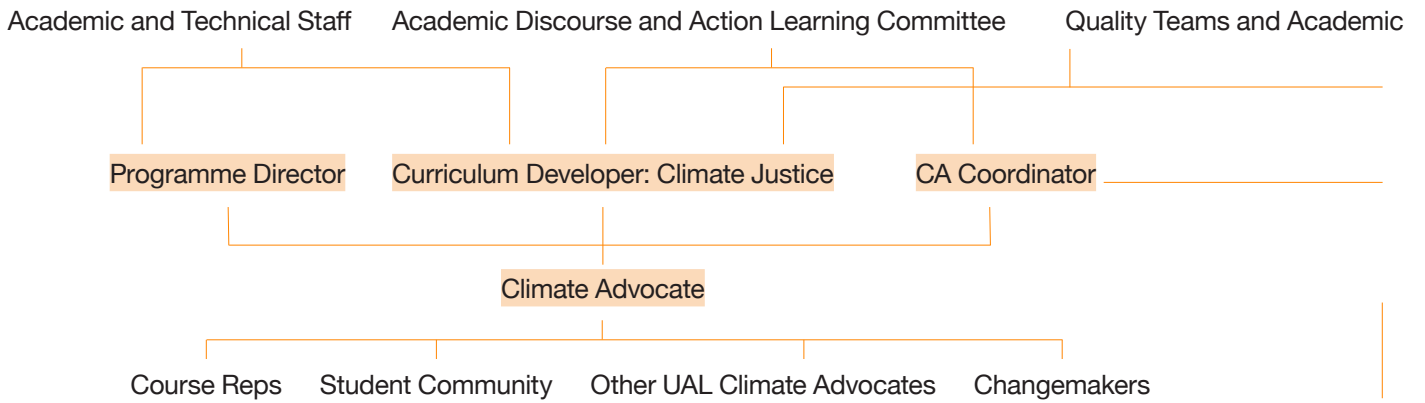 Academic and Technical Staff Academic Discourse and Action Learning Committee Quality Teams and Academic
Programme Director Curriculum Developer: Climate Justice CA Coordinator
Climate Advocate
Course Reps Student Community Other UAL Climate Advocates Changemakers